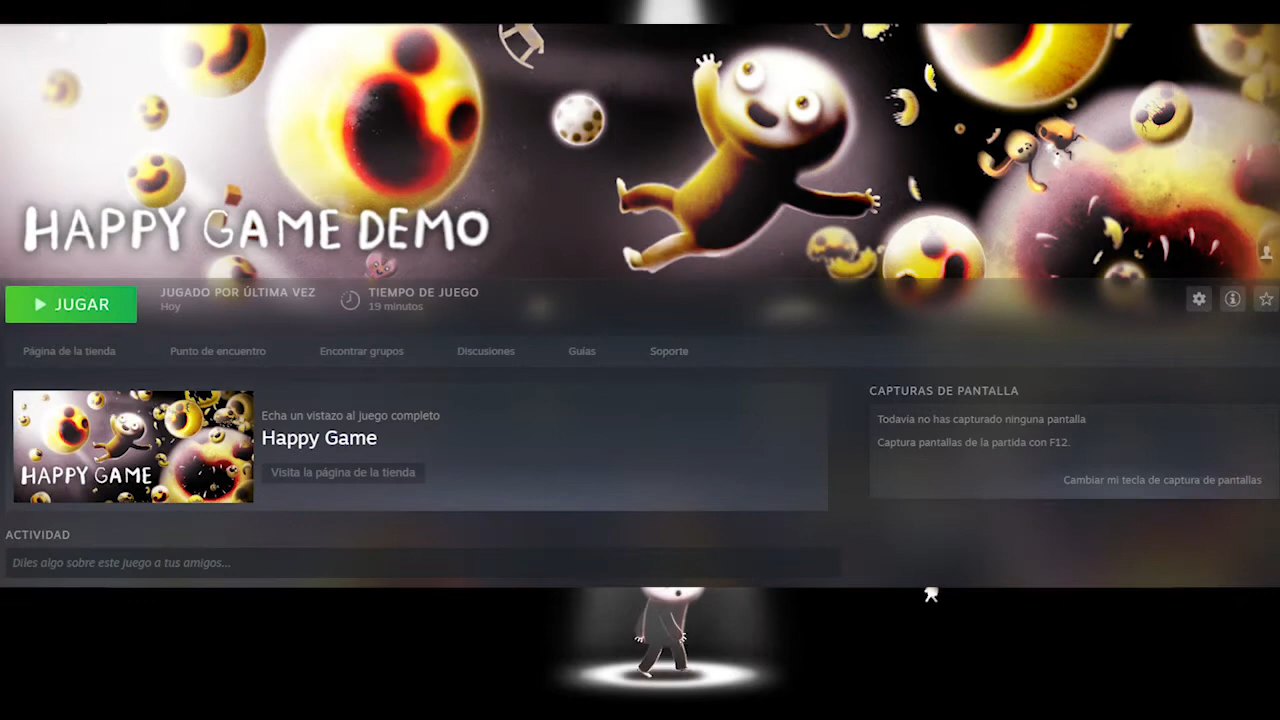 HAPPY GAME DEMO
JUGAR
JUGADO POR ÚLTIMA VEZ
Hoy
TIEMPO DE JUEGO
19 minutos
Página de la tienda
Punto de encuentro
Encontrar grupos
Discusiones
Guías
Soporte
HAPPY GAME
Echa un vistazo al juego completo
Happy Game
Visita la página de la tienda
CAPTURAS DE PANTALLA
Todavía no has capturado ninguna pantalla
Captura pantallas de la partida con F12.
Cambiar mi tecla de captura de pantallas
ACTIVIDAD
Diles algo sobre este juego a tus amigos...